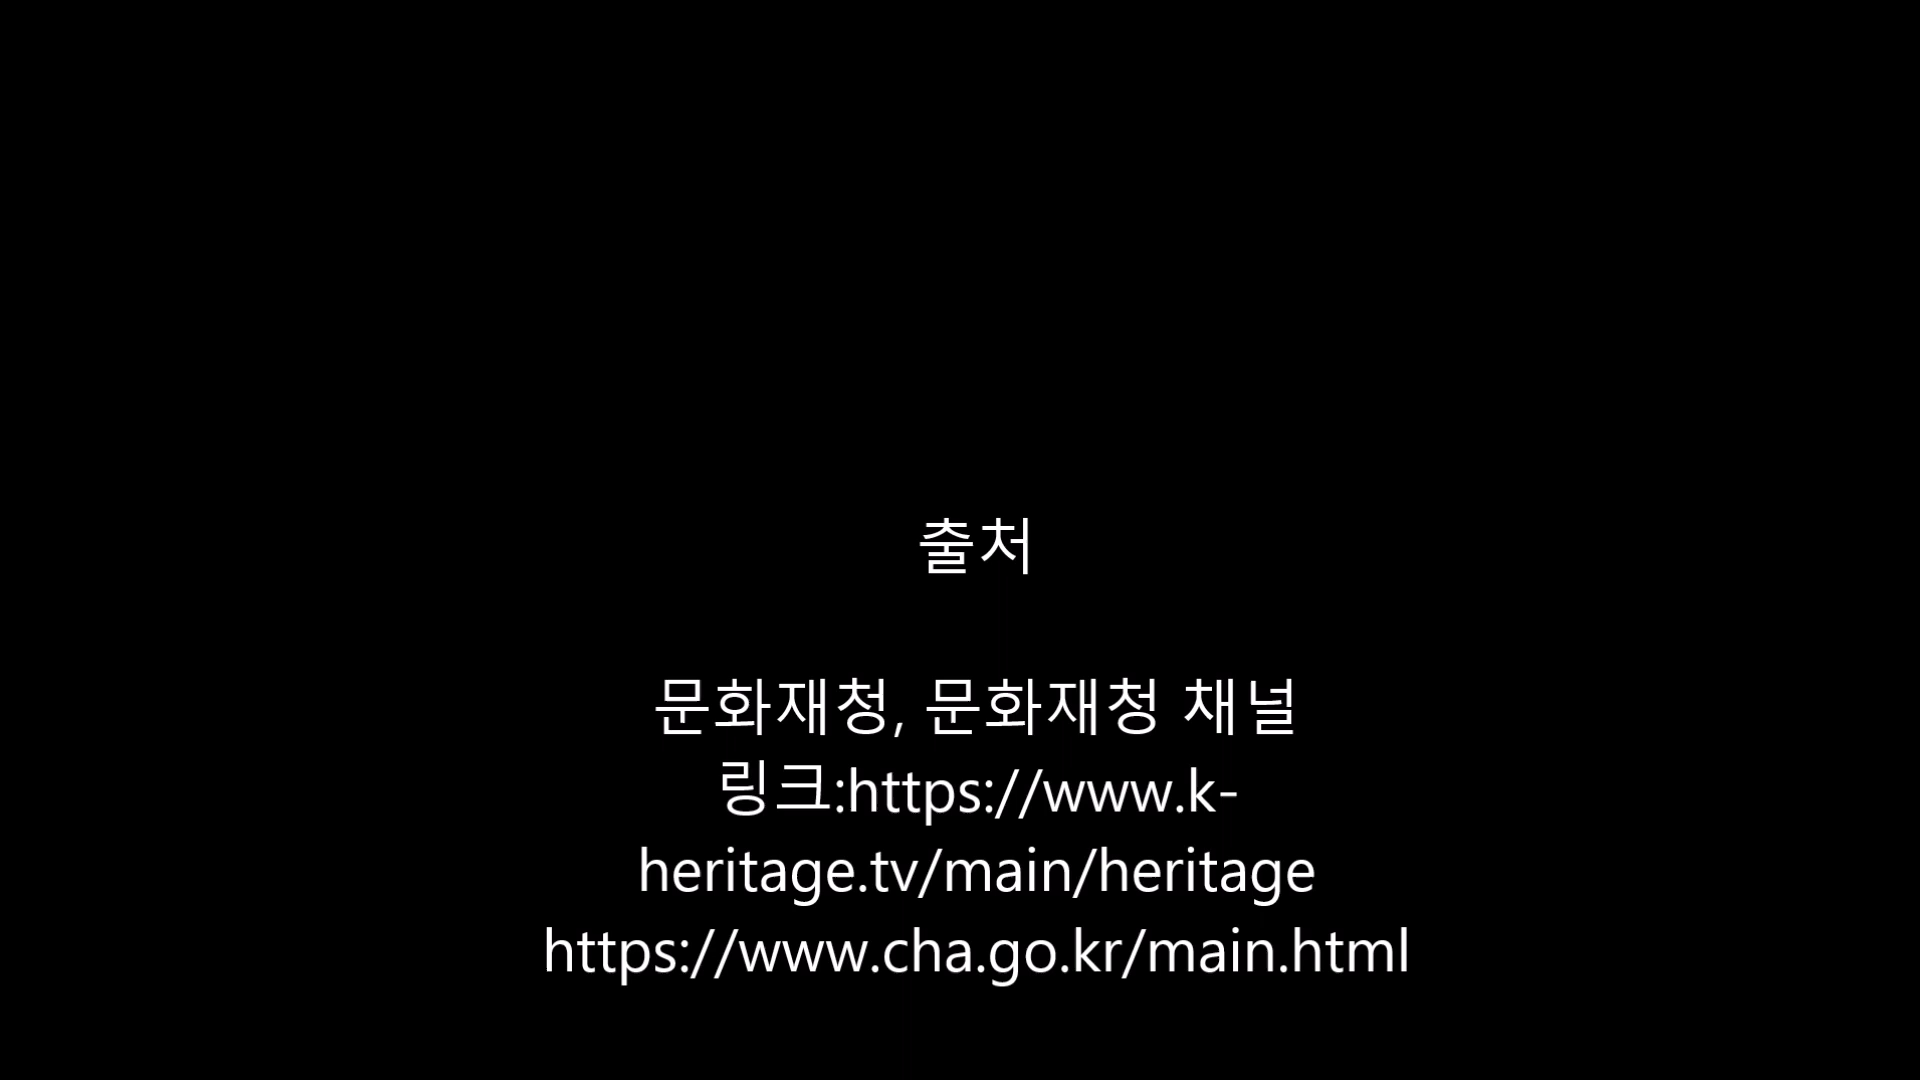 출처
문화재청, 문화재청 채널
링크:https://www.k-
heritage.tv/main/heritage
https://www.cha.go.kr/main.html